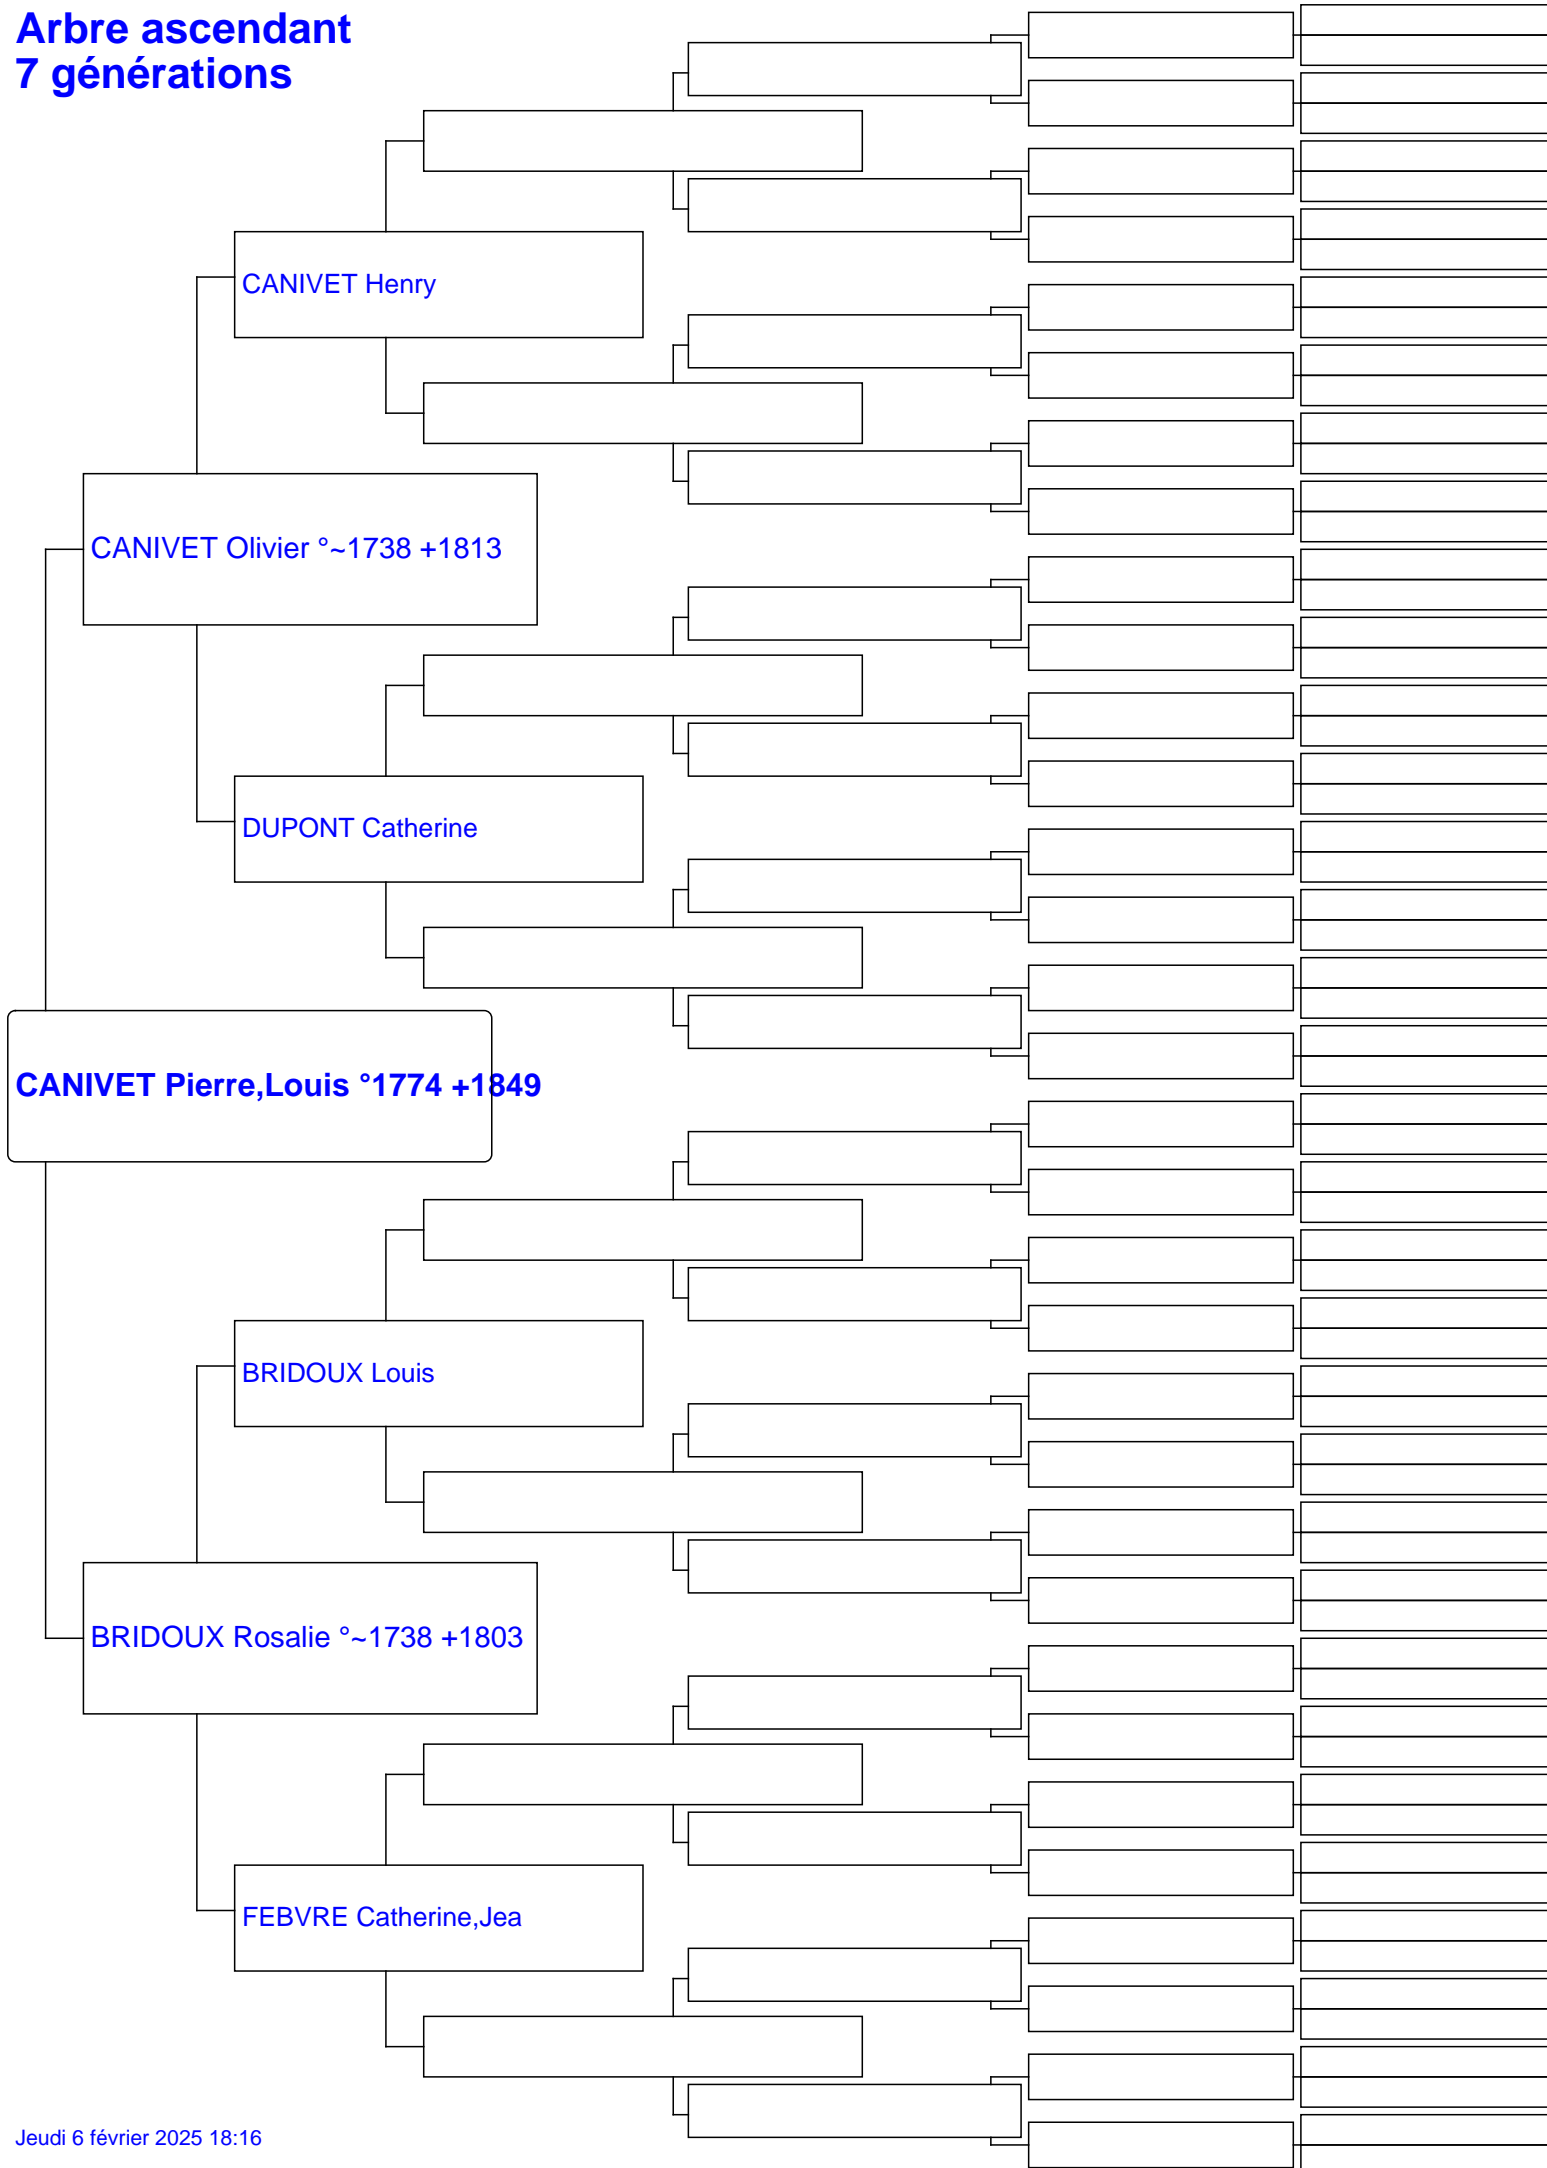 Arbre ascendant
7 générations
CANIVET Henry
CANIVET Olivier °~1738 +1813
DUPONT Catherine
CANIVET Pierre,Louis °1774 +1849
BRIDOUX Louis
BRIDOUX Rosalie °~1738 +1803
FEBVRE Catherine,Jea
Jeudi 6 février 2025 18:16